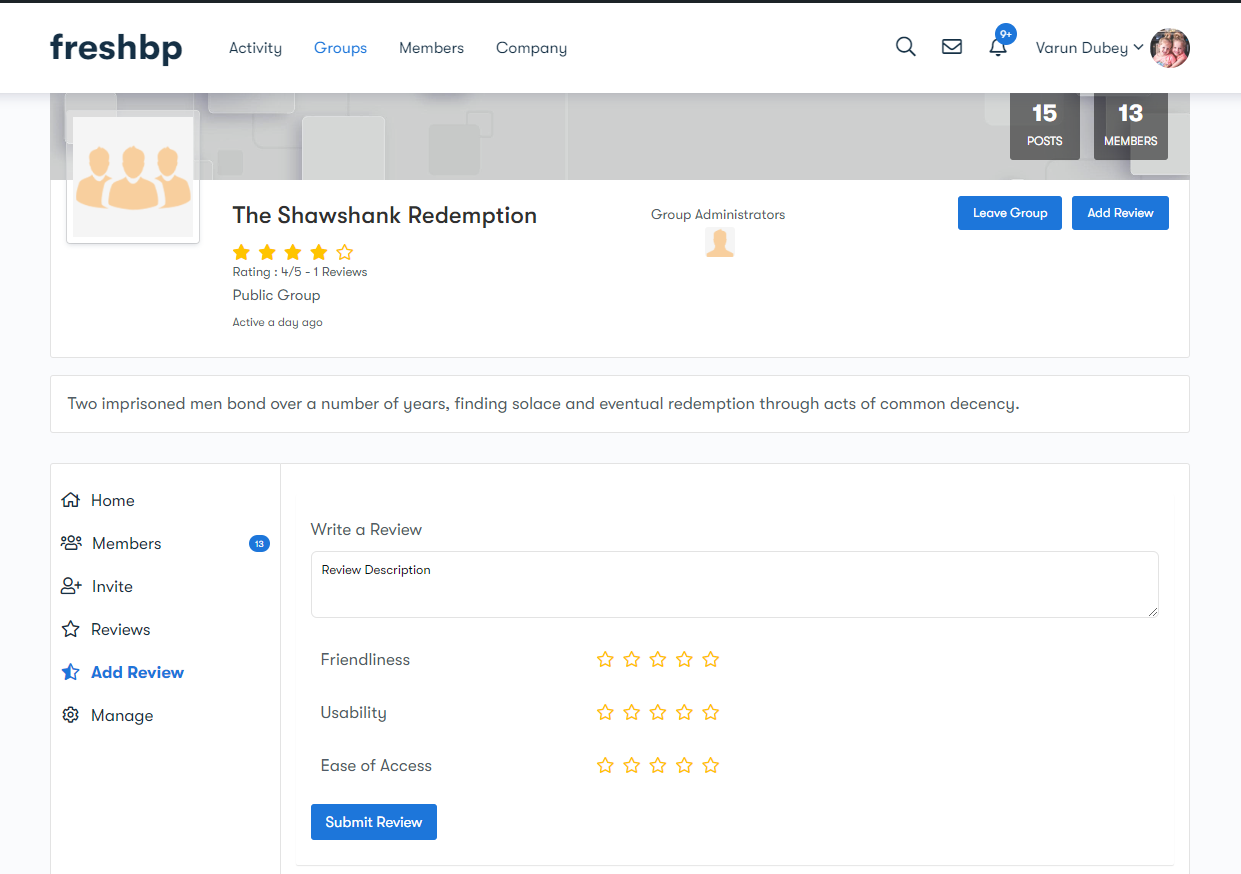 freshbp
Activity
Groups
Members
Company
9+
Varun Dubey
15
POSTS
13
MEMBERS
The Shawshank Redemption
Group Administrators
Leave Group
Add Review
Rating : 4/5 - 1 Reviews
Public Group
Active a day ago
Two imprisoned men bond over a number of years, finding solace and eventual redemption through acts of common decency.
Home
Members
13
Invite
Reviews
Add Review
Manage
Write a Review
Review Description
Friendliness
Usability
Ease of Access
Submit Review